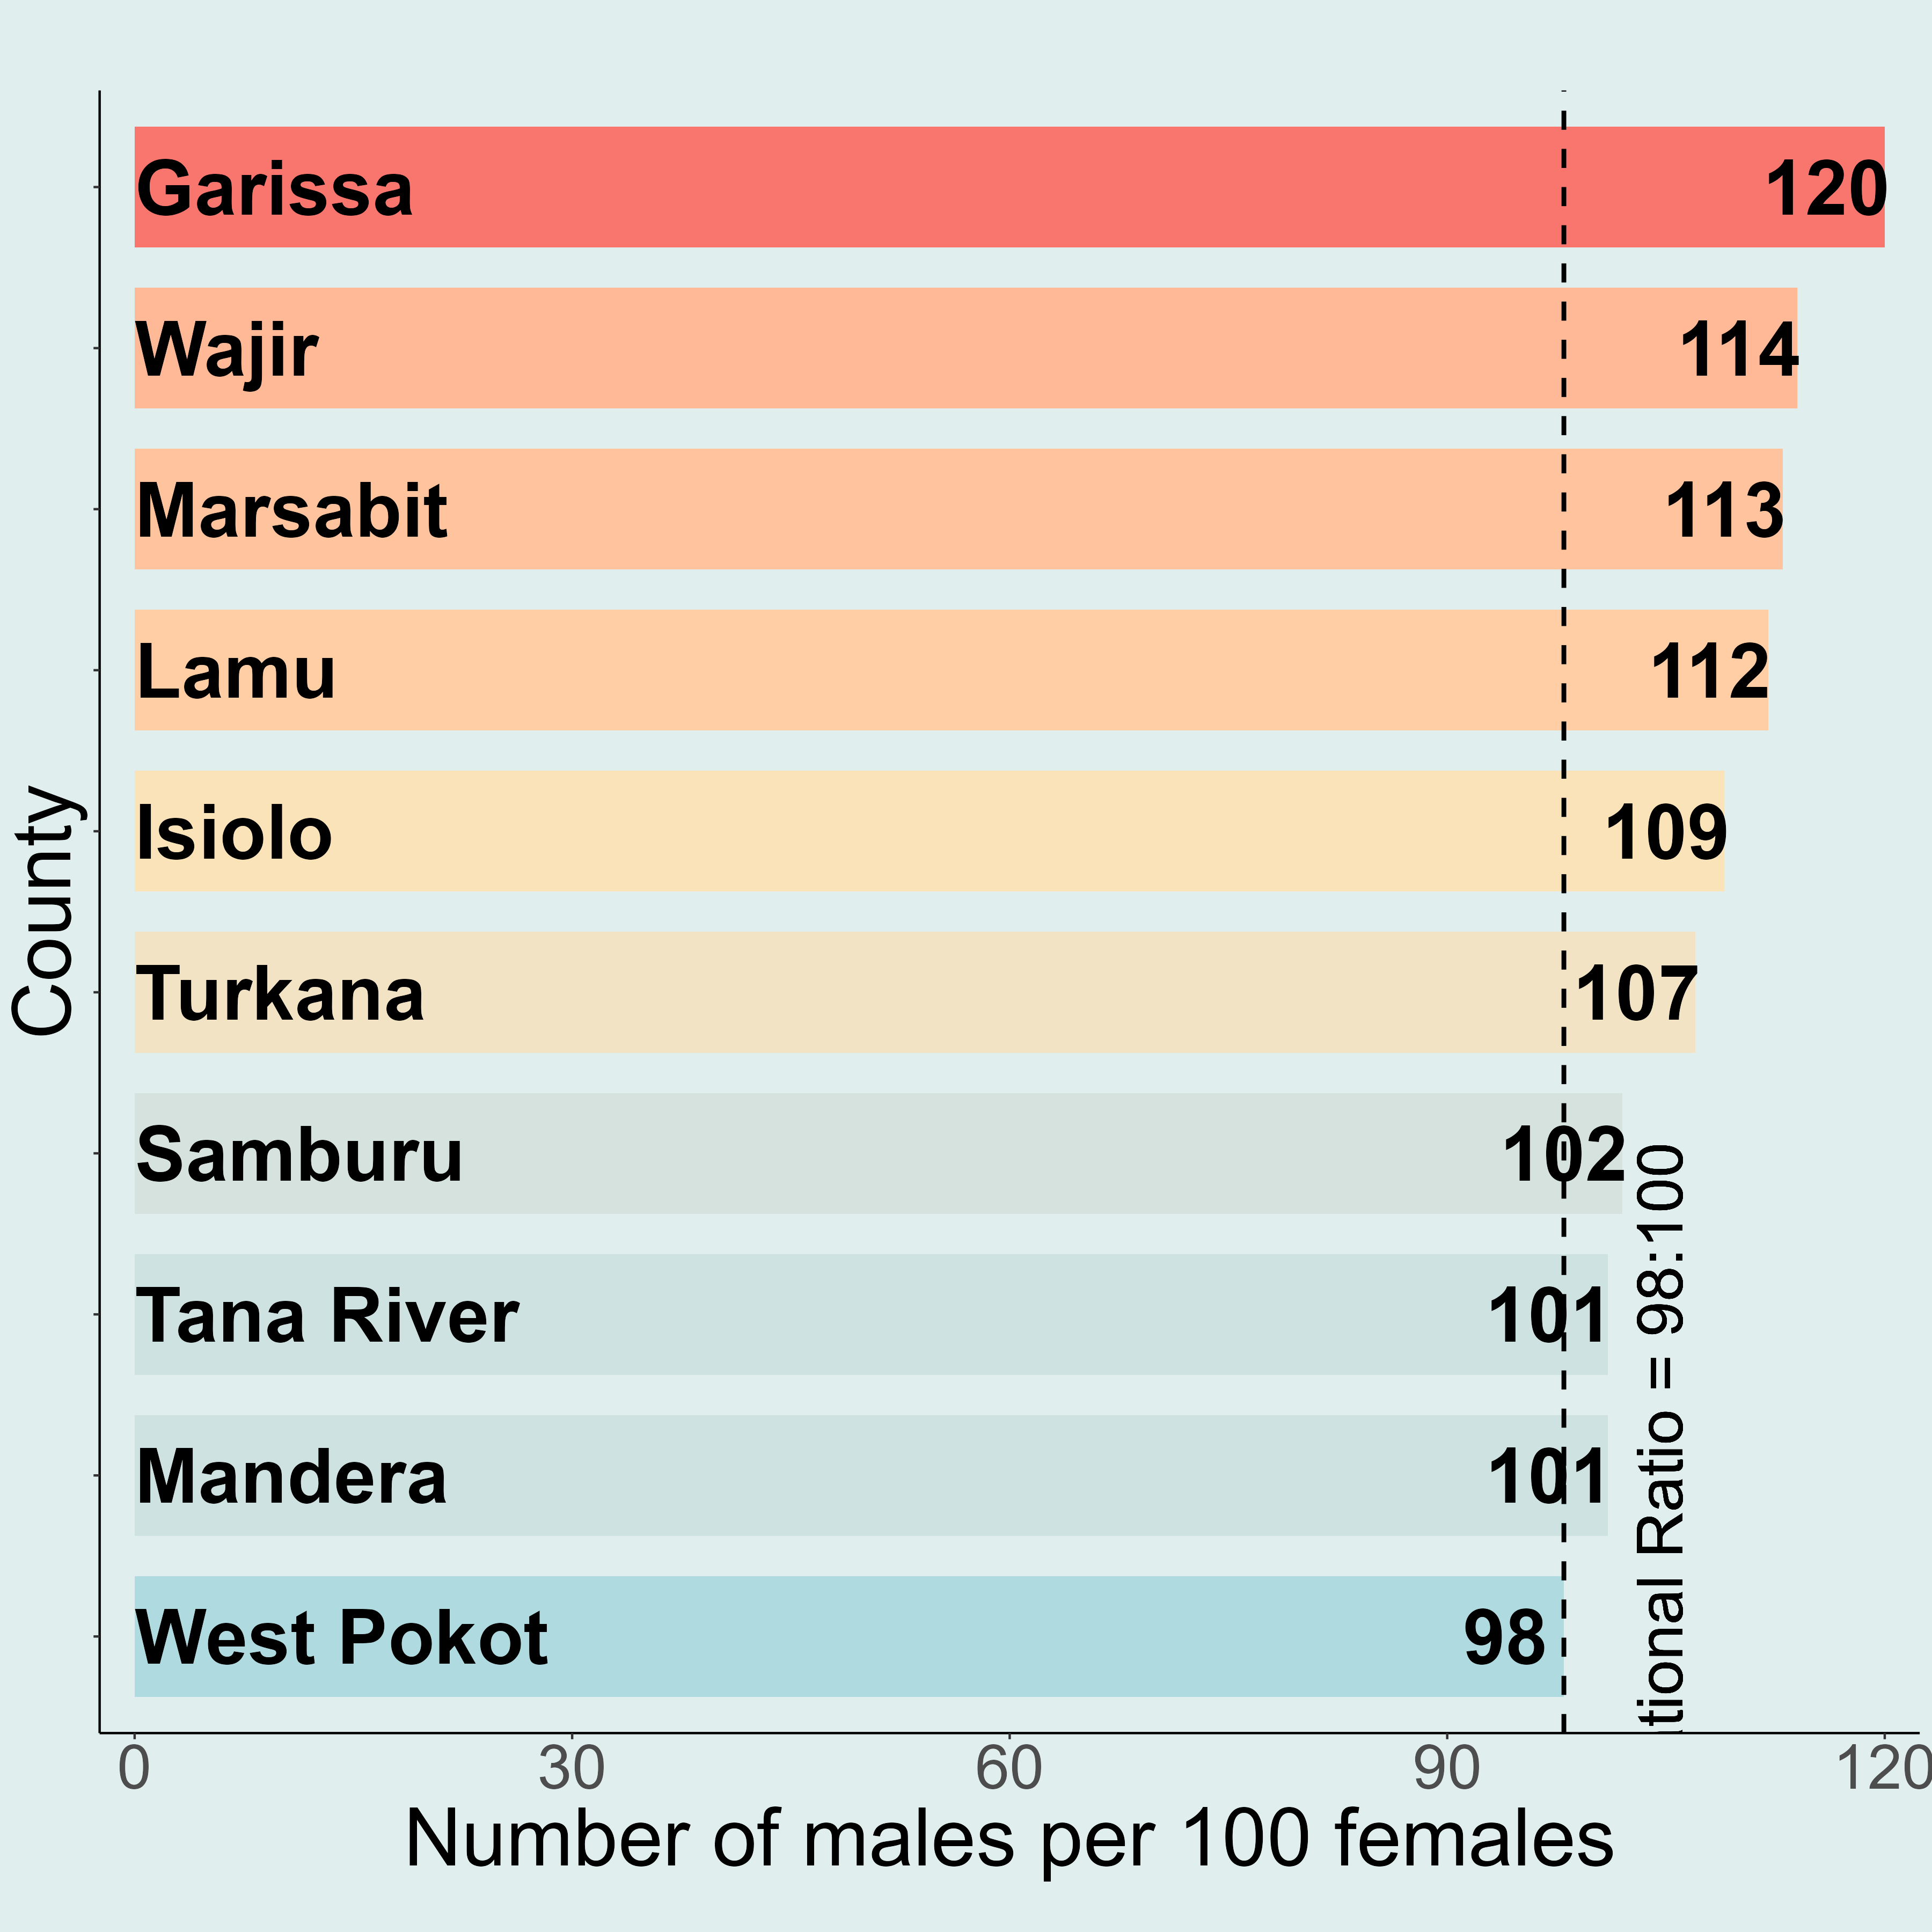 County
Garissa 120
Wajir 114
Marsabit 113
Lamu 112
Isiolo 109
Turkana 107
Samburu 102
Tana River 101
Mandera 101
West Pokot 98
tional Ratio = 98:100
0 30 60 90 120
Number of males per 100 females